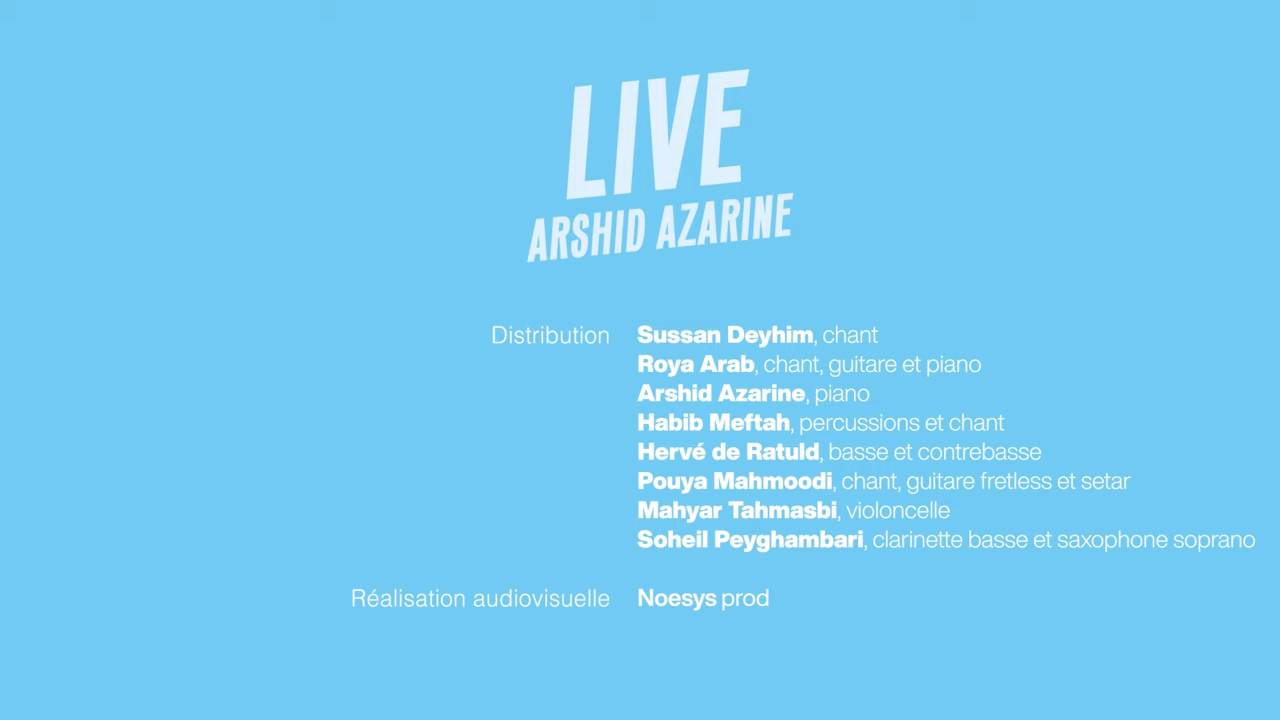 LIVE
ARSHID AZARINE
Distribution Sussan Deyhim, chant
Roya Arab, chant, guitare et piano
Arshid Azarine, piano
Habib Meftah, percussions et chant
Hervé de Ratuld, basse et contrebasse
Pouya Mahmoodi, chant, guitare fretless et setar
Mahyar Tahmasbi, violoncelle
Soheil Peyghambari, clarinette basse et saxophone soprano
Réalisation audiovisuelle Noesys prod